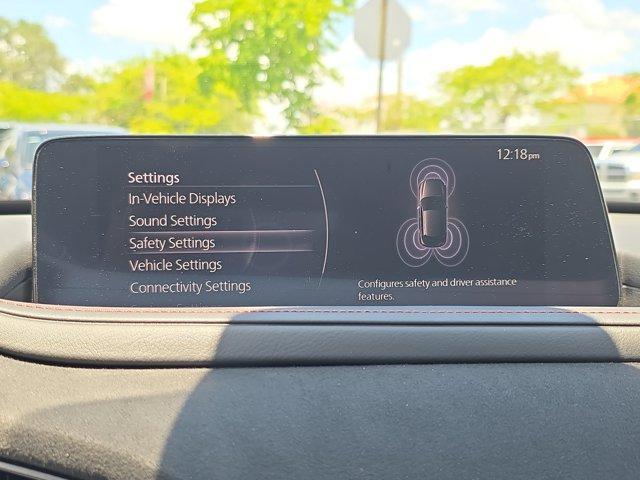 12:18pm
Settings
In-Vehicle Displays
Sound Settings
Safety Settings
Vehicle Settings
Connectivity Settings
Configures safety and driver assistance
features.